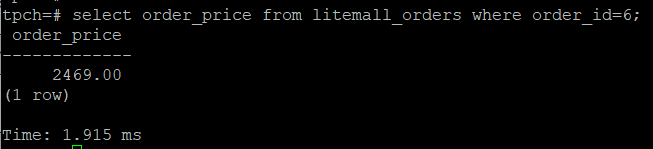 tpch=# select order_price from litemall_orders where order_id=6;
order_price
-------------
2469.00
(1 row)
Time: 1.915 ms